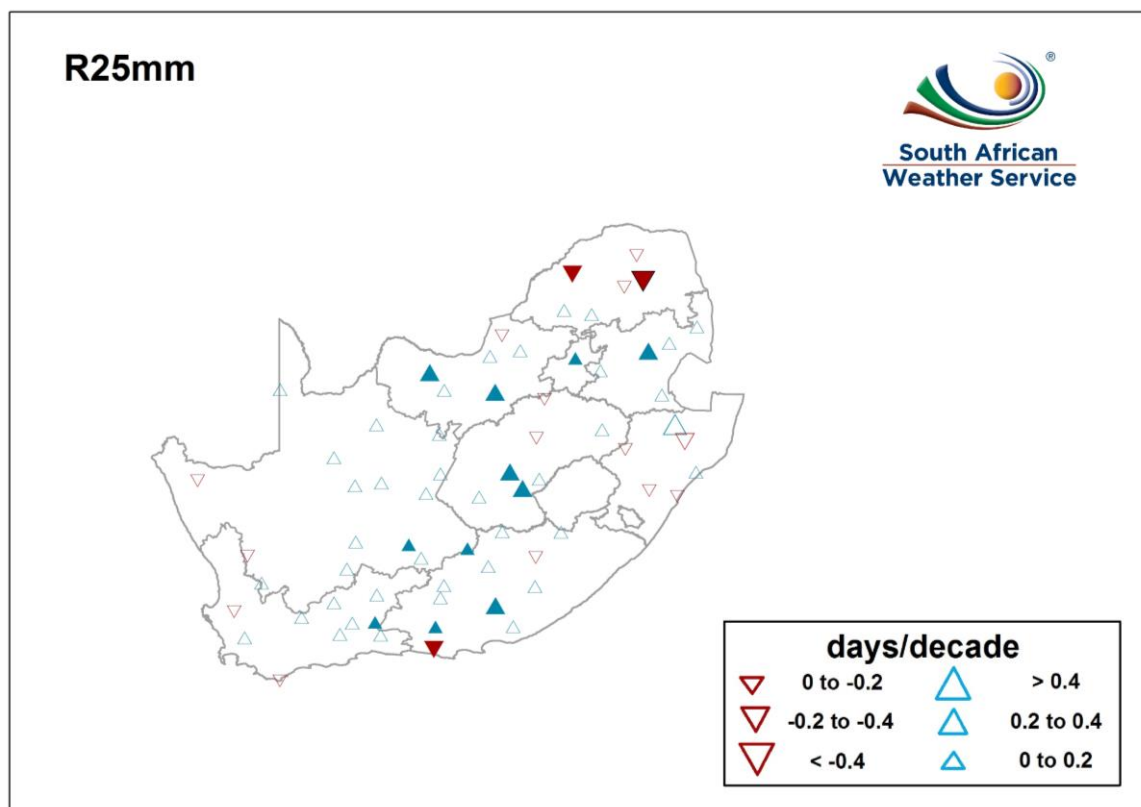 R25mm
®
South African
Weather Service
days/decade
0 to -0.2
> 0.4
-0.2 to -0.4
0.2 to 0.4
< -0.4
0 to 0.2